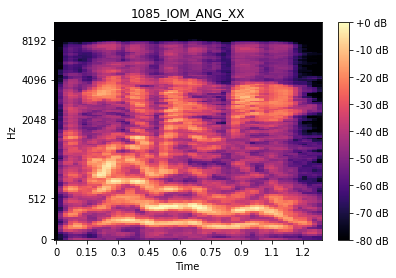 1085_IOM_ANG_XX
+0 dB
8192
-10 dB
4096
-20 dB
-30 dB
Hz
2048
-40 dB
1024
-50 dB
512
-60 dB
-70 dB
0
-80 dB
0 0.15 0.3 0.45 0.6 0.75 0.9 1.1 1.2
Time